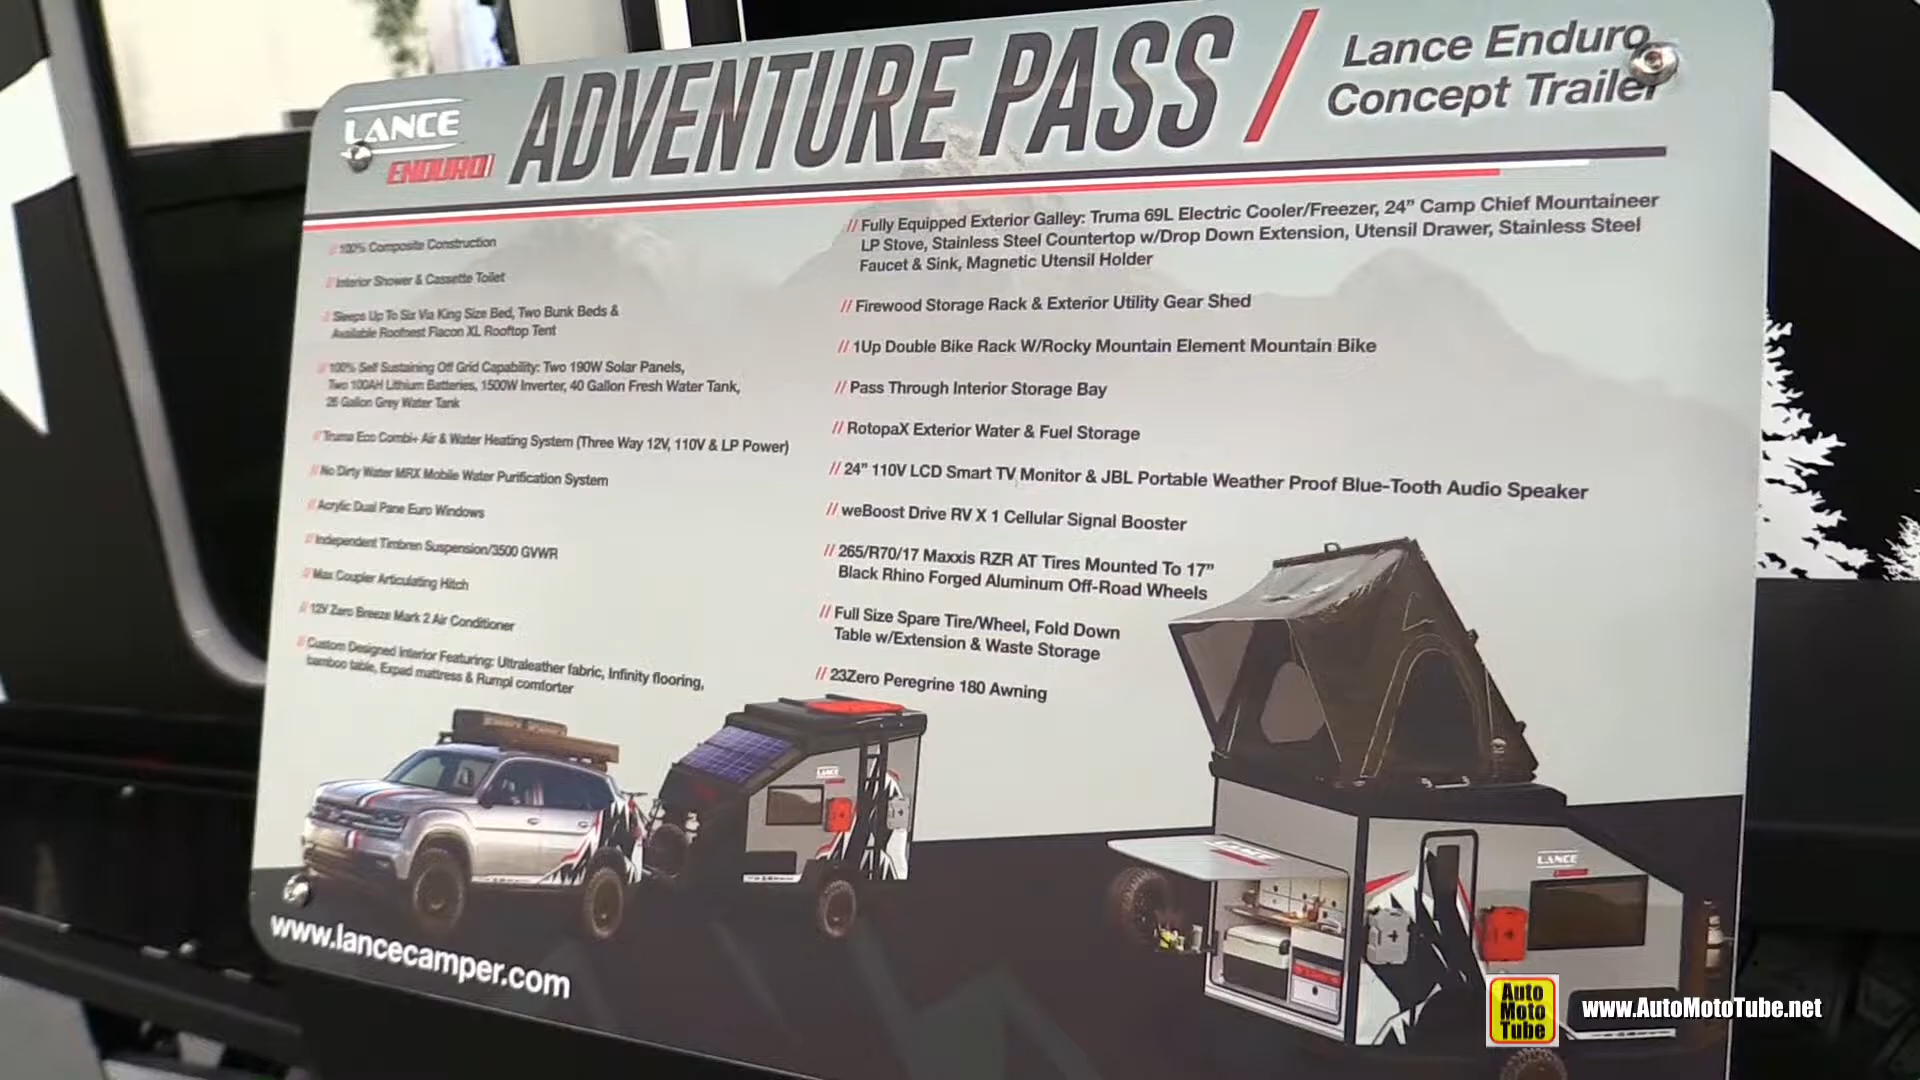 LANCE
ENDURO
ADVENTURE PASS /
Lance Enduro
Concept Trailer
// 100% Composite Construction
// Interior Shower & Cassette Toilet
// Sleeps Up To Six Via King Size Bed, Two Bunk Beds &
Available Roofnest Flacon XL Rooftop Tent
// 100% Self Sustaining Off Grid Capability: Two 190W Solar Panels,
Two 100AH Lithium Batteries, 1500W Inverter, 40 Gallon Fresh Water Tank,
Gallon Grey Water Tank
// Truma Eco Combi+ Air & Water Heating System (Three Way 12V, 110V & LP Power)
// No Dirty Water MRX Mobile Water Purification System
// Acrylic Dual Pane Euro Windows
// Independent Timbren Suspension/3500 GVWR
// Max Coupler Articulating Hitch
// 12V Zero Breeze Mark 2 Air Conditioner
// Custom Designed Interior Featuring: Ultraleather fabric, Infinity flooring,
bamboo table, Exped mattress & Rumpl comforter
// Fully Equipped Exterior Galley: Truma 69L Electric Cooler/Freezer, 24” Camp Chief Mountaineer
LP Stove, Stainless Steel Countertop w/Drop Down Extension, Utensil Drawer, Stainless Steel
Faucet & Sink, Magnetic Utensil Holder
// Firewood Storage Rack & Exterior Utility Gear Shed
// 1Up Double Bike Rack W/Rocky Mountain Element Mountain Bike
// Pass Through Interior Storage Bay
// RotopaX Exterior Water & Fuel Storage
// 24” 110V LCD Smart TV Monitor & JBL Portable Weather Proof Blue-Tooth Audio Speaker
// weBoost Drive RV X 1 Cellular Signal Booster
// 265/R70/17 Maxxis RZR AT Tires Mounted To 17”
Black Rhino Forged Aluminum Off-Road Wheels
// Full Size Spare Tire/Wheel, Fold Down
Table w/Extension & Waste Storage
// 23Zero Peregrine 180 Awning
LANCE
LANCE
www.lancecamper.com
Auto
Moto
Tube
www.AutoMotoTube.net